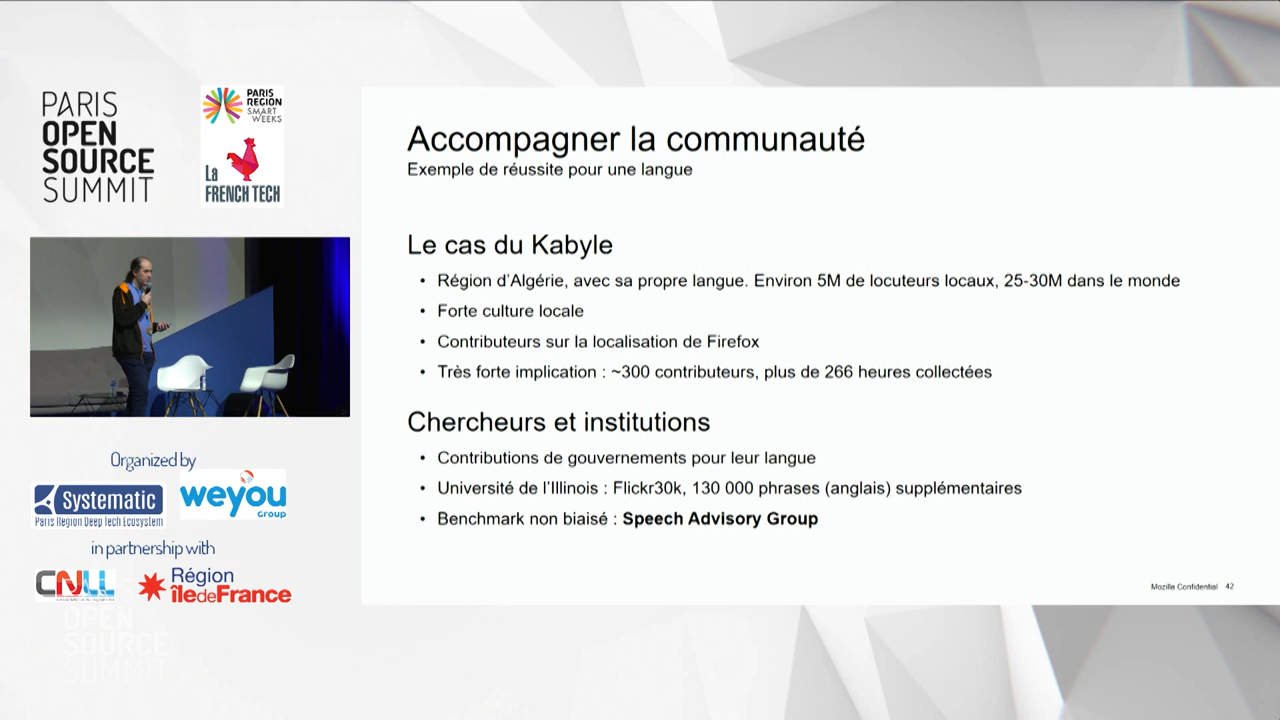 PARIS
OPEN
SOURCE
SUMMIT
PARIS
REGION
SMART
WEEKS
La
FRENCH TECH
Organized by
Systematic
Paris Region Deep Tech Ecosystem
weyou
group
in partnership with
CNLL
Région
îledeFrance
OPEN
SOURCE
SUMMIT
Accompagner la communauté
Exemple de réussite pour une langue
Le cas du Kabyle
• Région d'Algérie, avec sa propre langue. Environ 5M de locuteurs locaux, 25-30M dans le monde
• Forte culture locale
• Contributeurs sur la localisation de Firefox
• Très forte implication : ~300 contributeurs, plus de 266 heures collectées
Chercheurs et institutions
• Contributions de gouvernements pour leur langue
• Université de l'Illinois : Flickr30k, 130 000 phrases (anglais) supplémentaires
• Benchmark non biaisé : Speech Advisory Group
Mozilla Confidential 42